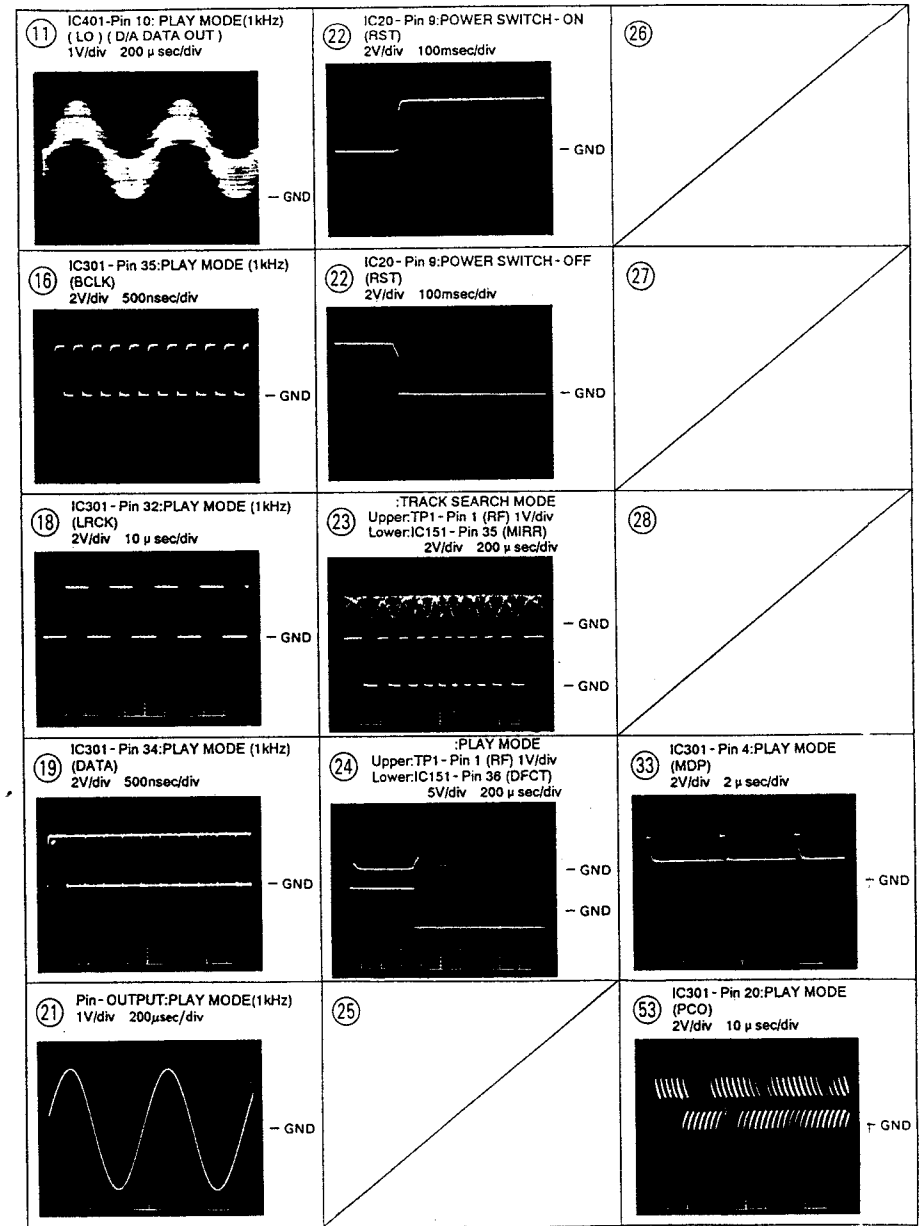 11
IC401-Pin 10: PLAY MODE(1kHz)
( LO ) ( D/A DATA OUT )
1V/div 200 μ sec/div
- GND
22
IC20 - Pin 9:POWER SWITCH - ON
(RST)
2V/div 100msec/div
- GND
26
16
IC301 - Pin 35:PLAY MODE (1kHz)
(BCLK)
2V/div 500nsec/div
- GND
22
IC20 - Pin 9:POWER SWITCH - OFF
(RST)
2V/div 100msec/div
- GND
27
18
IC301 - Pin 32:PLAY MODE (1kHz)
(LRCK)
2V/div 10 μ sec/div
- GND
23
:TRACK SEARCH MODE
Upper:TP1 - Pin 1 (RF) 1V/div
Lower:IC151 - Pin 35 (MIRR)
2V/div 200 μ sec/div
- GND
- GND
28
19
IC301 - Pin 34:PLAY MODE (1kHz)
(DATA)
2V/div 500nsec/div
- GND
24
:PLAY MODE
Upper:TP1 - Pin 1 (RF) 1V/div
Lower:IC151 - Pin 36 (DFCT)
5V/div 200 μ sec/div
- GND
- GND
33
IC301 - Pin 4:PLAY MODE
(MDP)
2V/div 2 μ sec/div
- GND
21
Pin - OUTPUT:PLAY MODE(1kHz)
1V/div 200μsec/div
- GND
25
53
IC301 - Pin 20:PLAY MODE
(PCO)
2V/div 10 μ sec/div
- GND